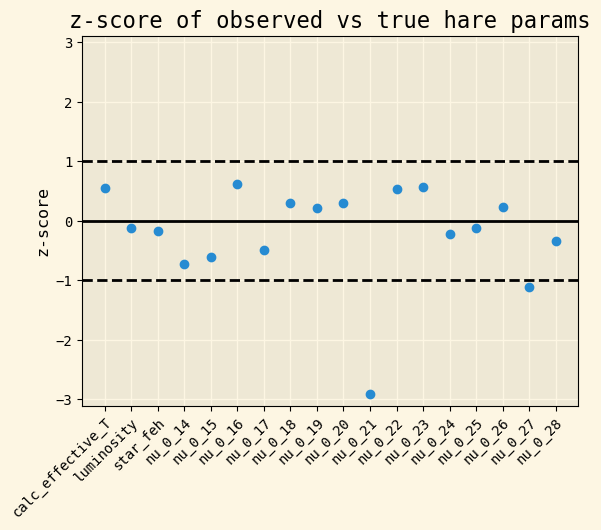 z-score of observed vs true hare params
z-score
3
2
1
0
−1
−2
−3
calc_effective_T
luminosity
star_feh
nu_0_14
nu_0_15
nu_0_16
nu_0_17
nu_0_18
nu_0_19
nu_0_20
nu_0_21
nu_0_22
nu_0_23
nu_0_24
nu_0_25
nu_0_26
nu_0_27
nu_0_28